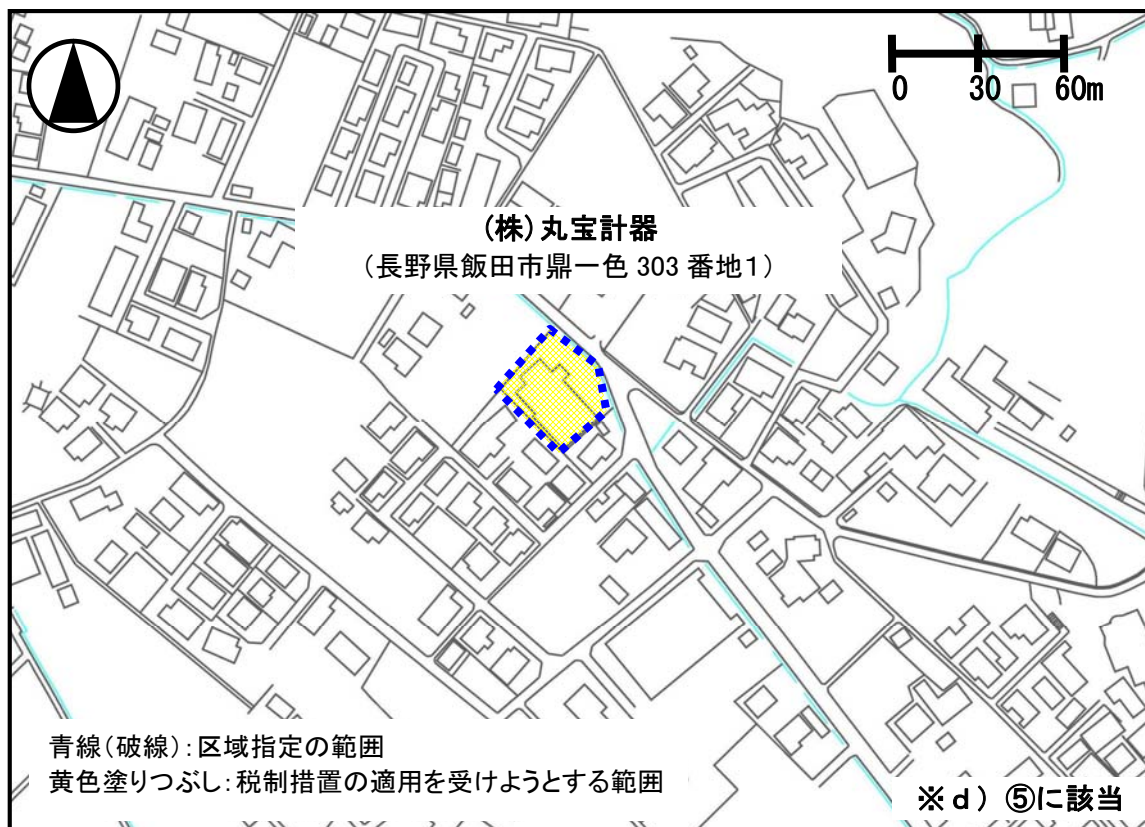 0 30 60m
(株)丸宝計器
(長野県飯田市鼎一色 303 番地1)
青線(破線):区域指定の範囲
黄色塗りつぶし:税制措置の適用を受けようとする範囲
※d) ⑤に該当